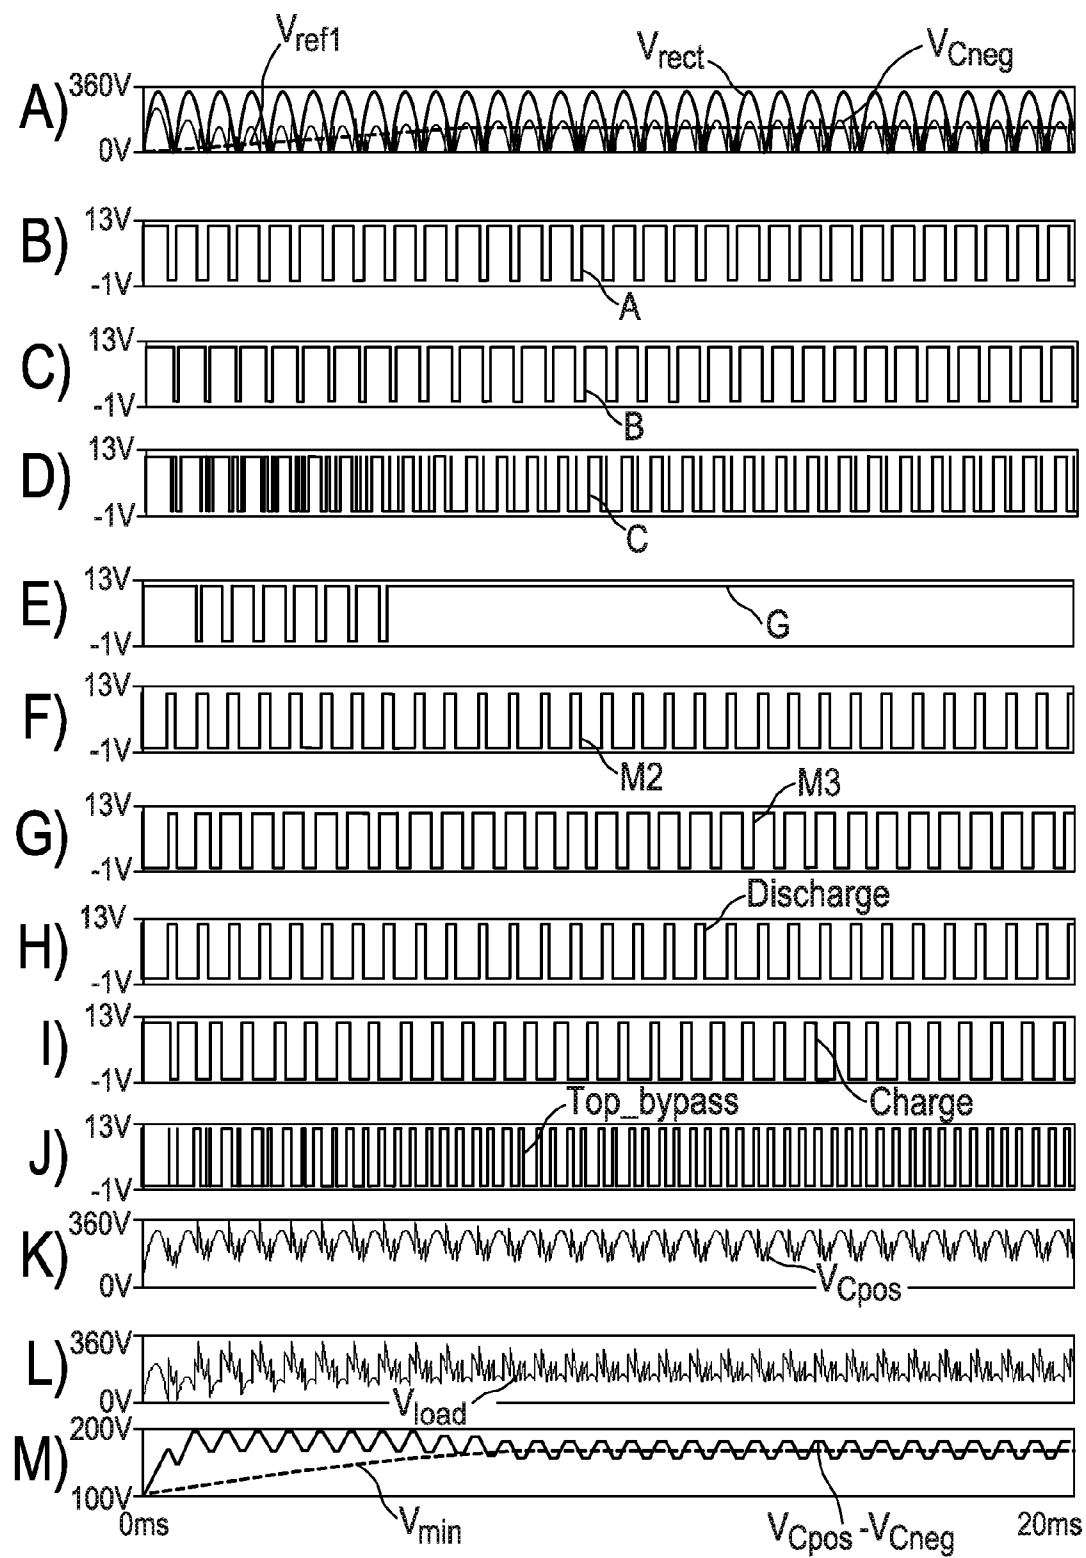 Vref1
Vrect
VCneg
A)
360V
0V
B)
13V
-1V
A
C)
13V
-1V
B
D)
13V
-1V
C
E)
13V
-1V
G
F)
13V
-1V
M2
M3
G)
13V
-1V
Discharge
H)
13V
-1V
I)
13V
-1V
Top_bypass
Charge
J)
13V
-1V
K)
360V
0V
VCpos
L)
360V
0V
Vload
M)
200V
100V
0ms
Vmin
VCpos -VCneg
20ms